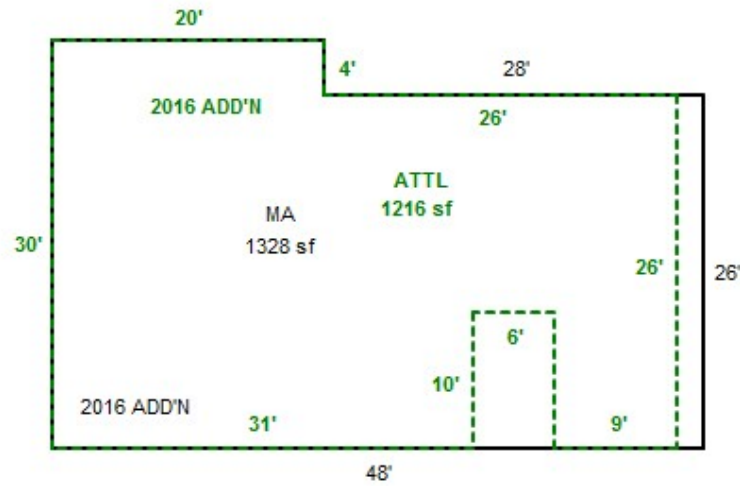 20'
4'
28'
2016 ADD'N
26'
ATTL
1216 sf
MA
1328 sf
30'
26'
26'
6'
10'
2016 ADD'N
31'
9'
48'